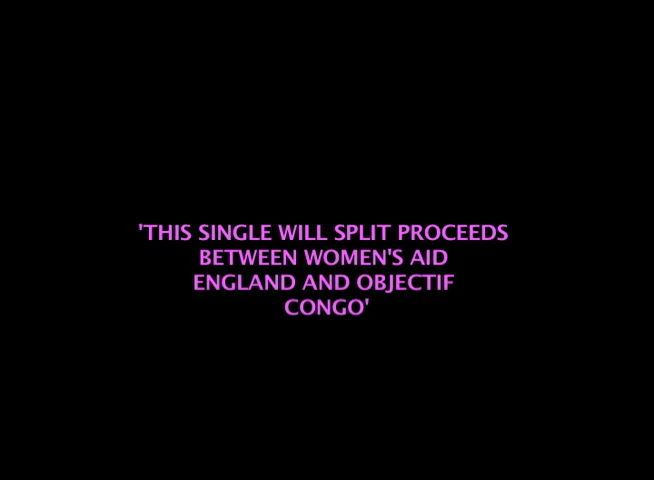 'THIS SINGLE WILL SPLIT PROCEEDS
BETWEEN WOMEN'S AID
ENGLAND AND OBJECTIF
CONGO'